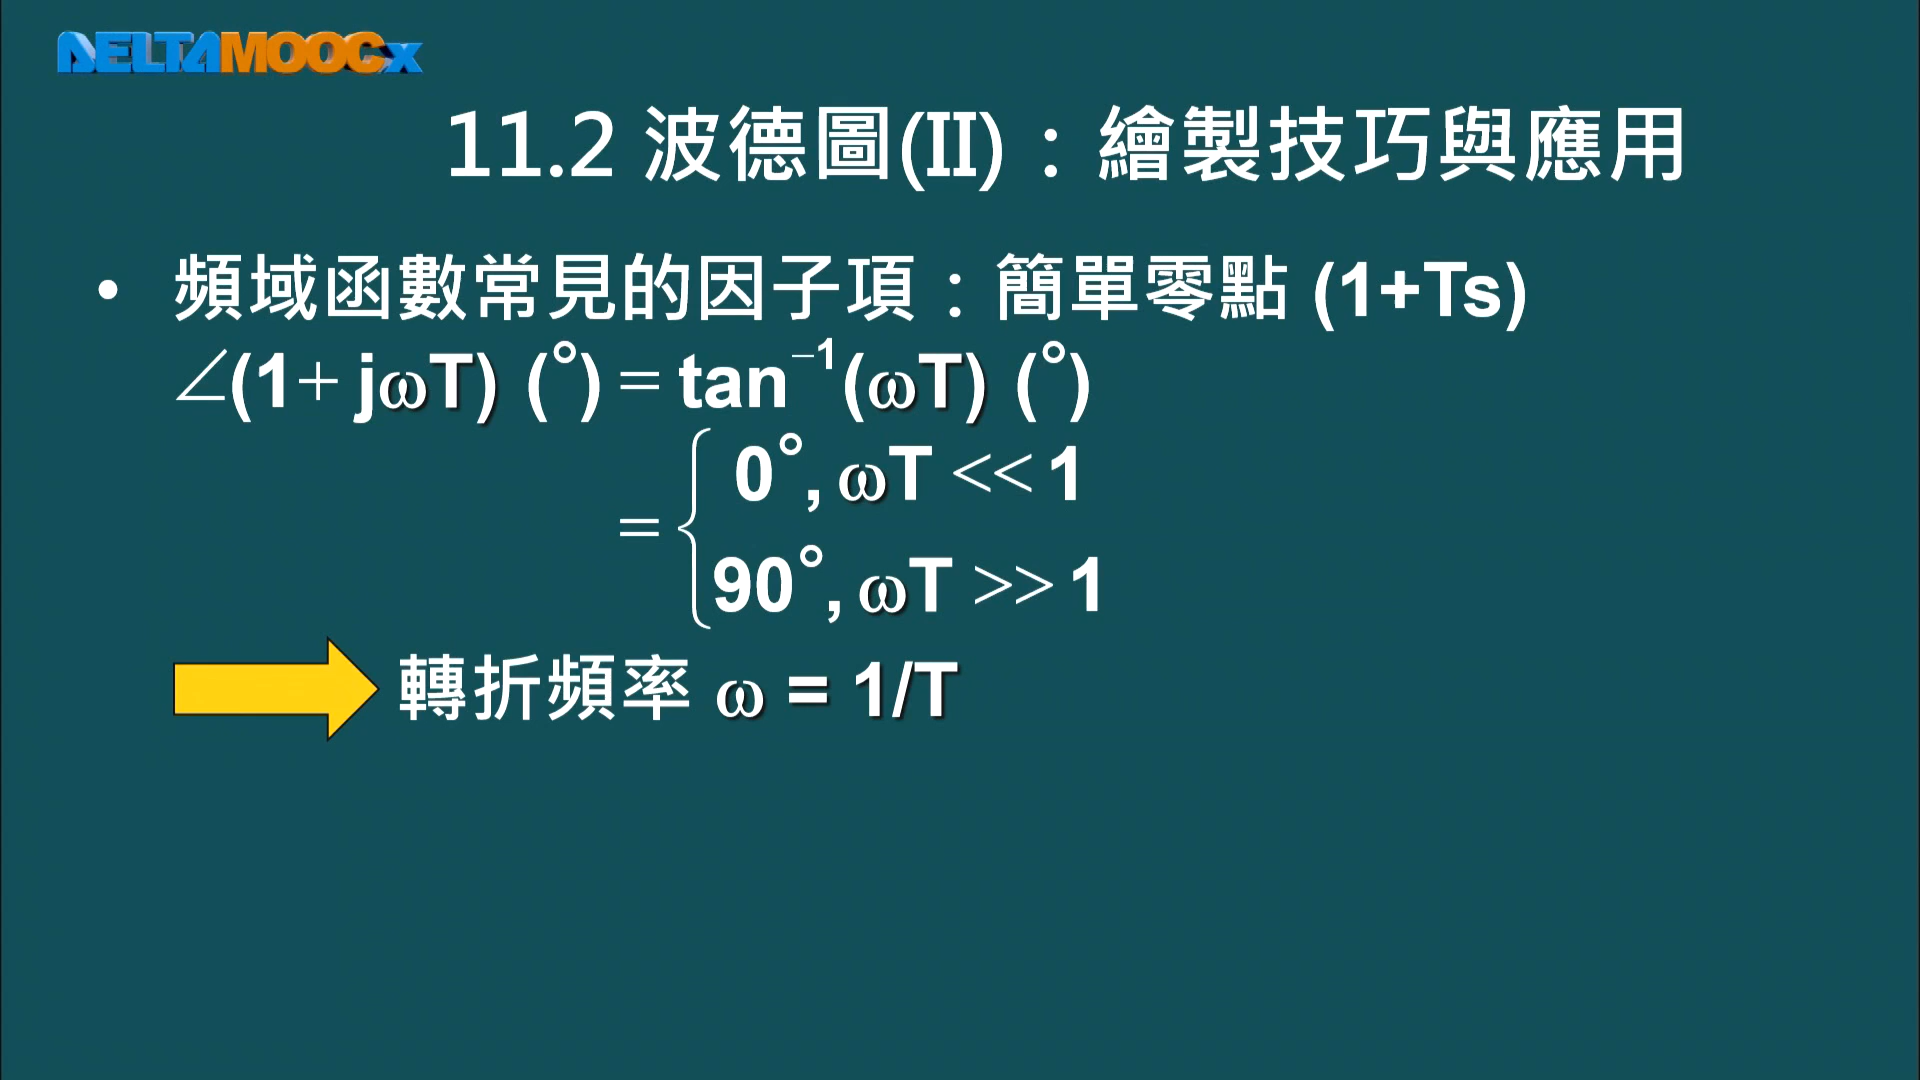 DELTAMOOCx
11.2 波德圖(II)：繪製技巧與應用
• 頻域函數常見的因子項：簡單零點 (1+Ts)
∠(1+ jωT) (°) = tan⁻¹(ωT) (°)
0°, ωT << 1
=
90°, ωT >> 1
轉折頻率 ω = 1/T